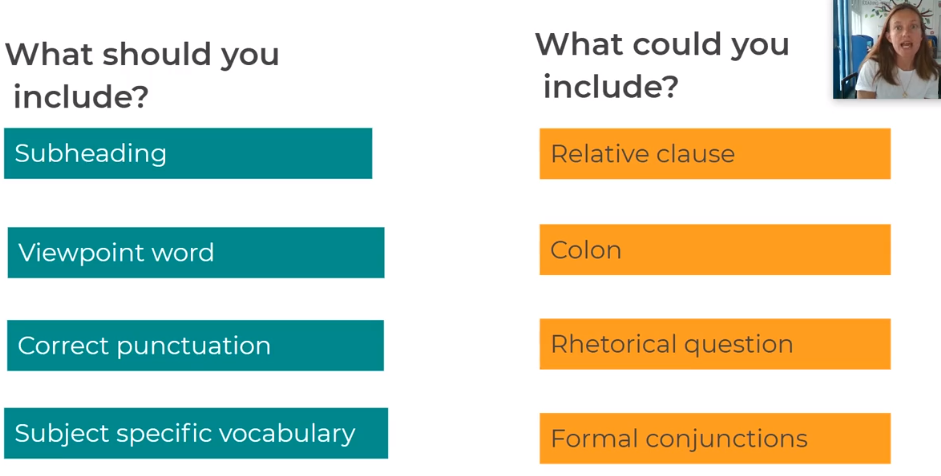 What should you
include?
Subheading
Viewpoint word
Correct punctuation
Subject specific vocabulary
What could you
include?
Relative clause
Colon
Rhetorical question
Formal conjunctions